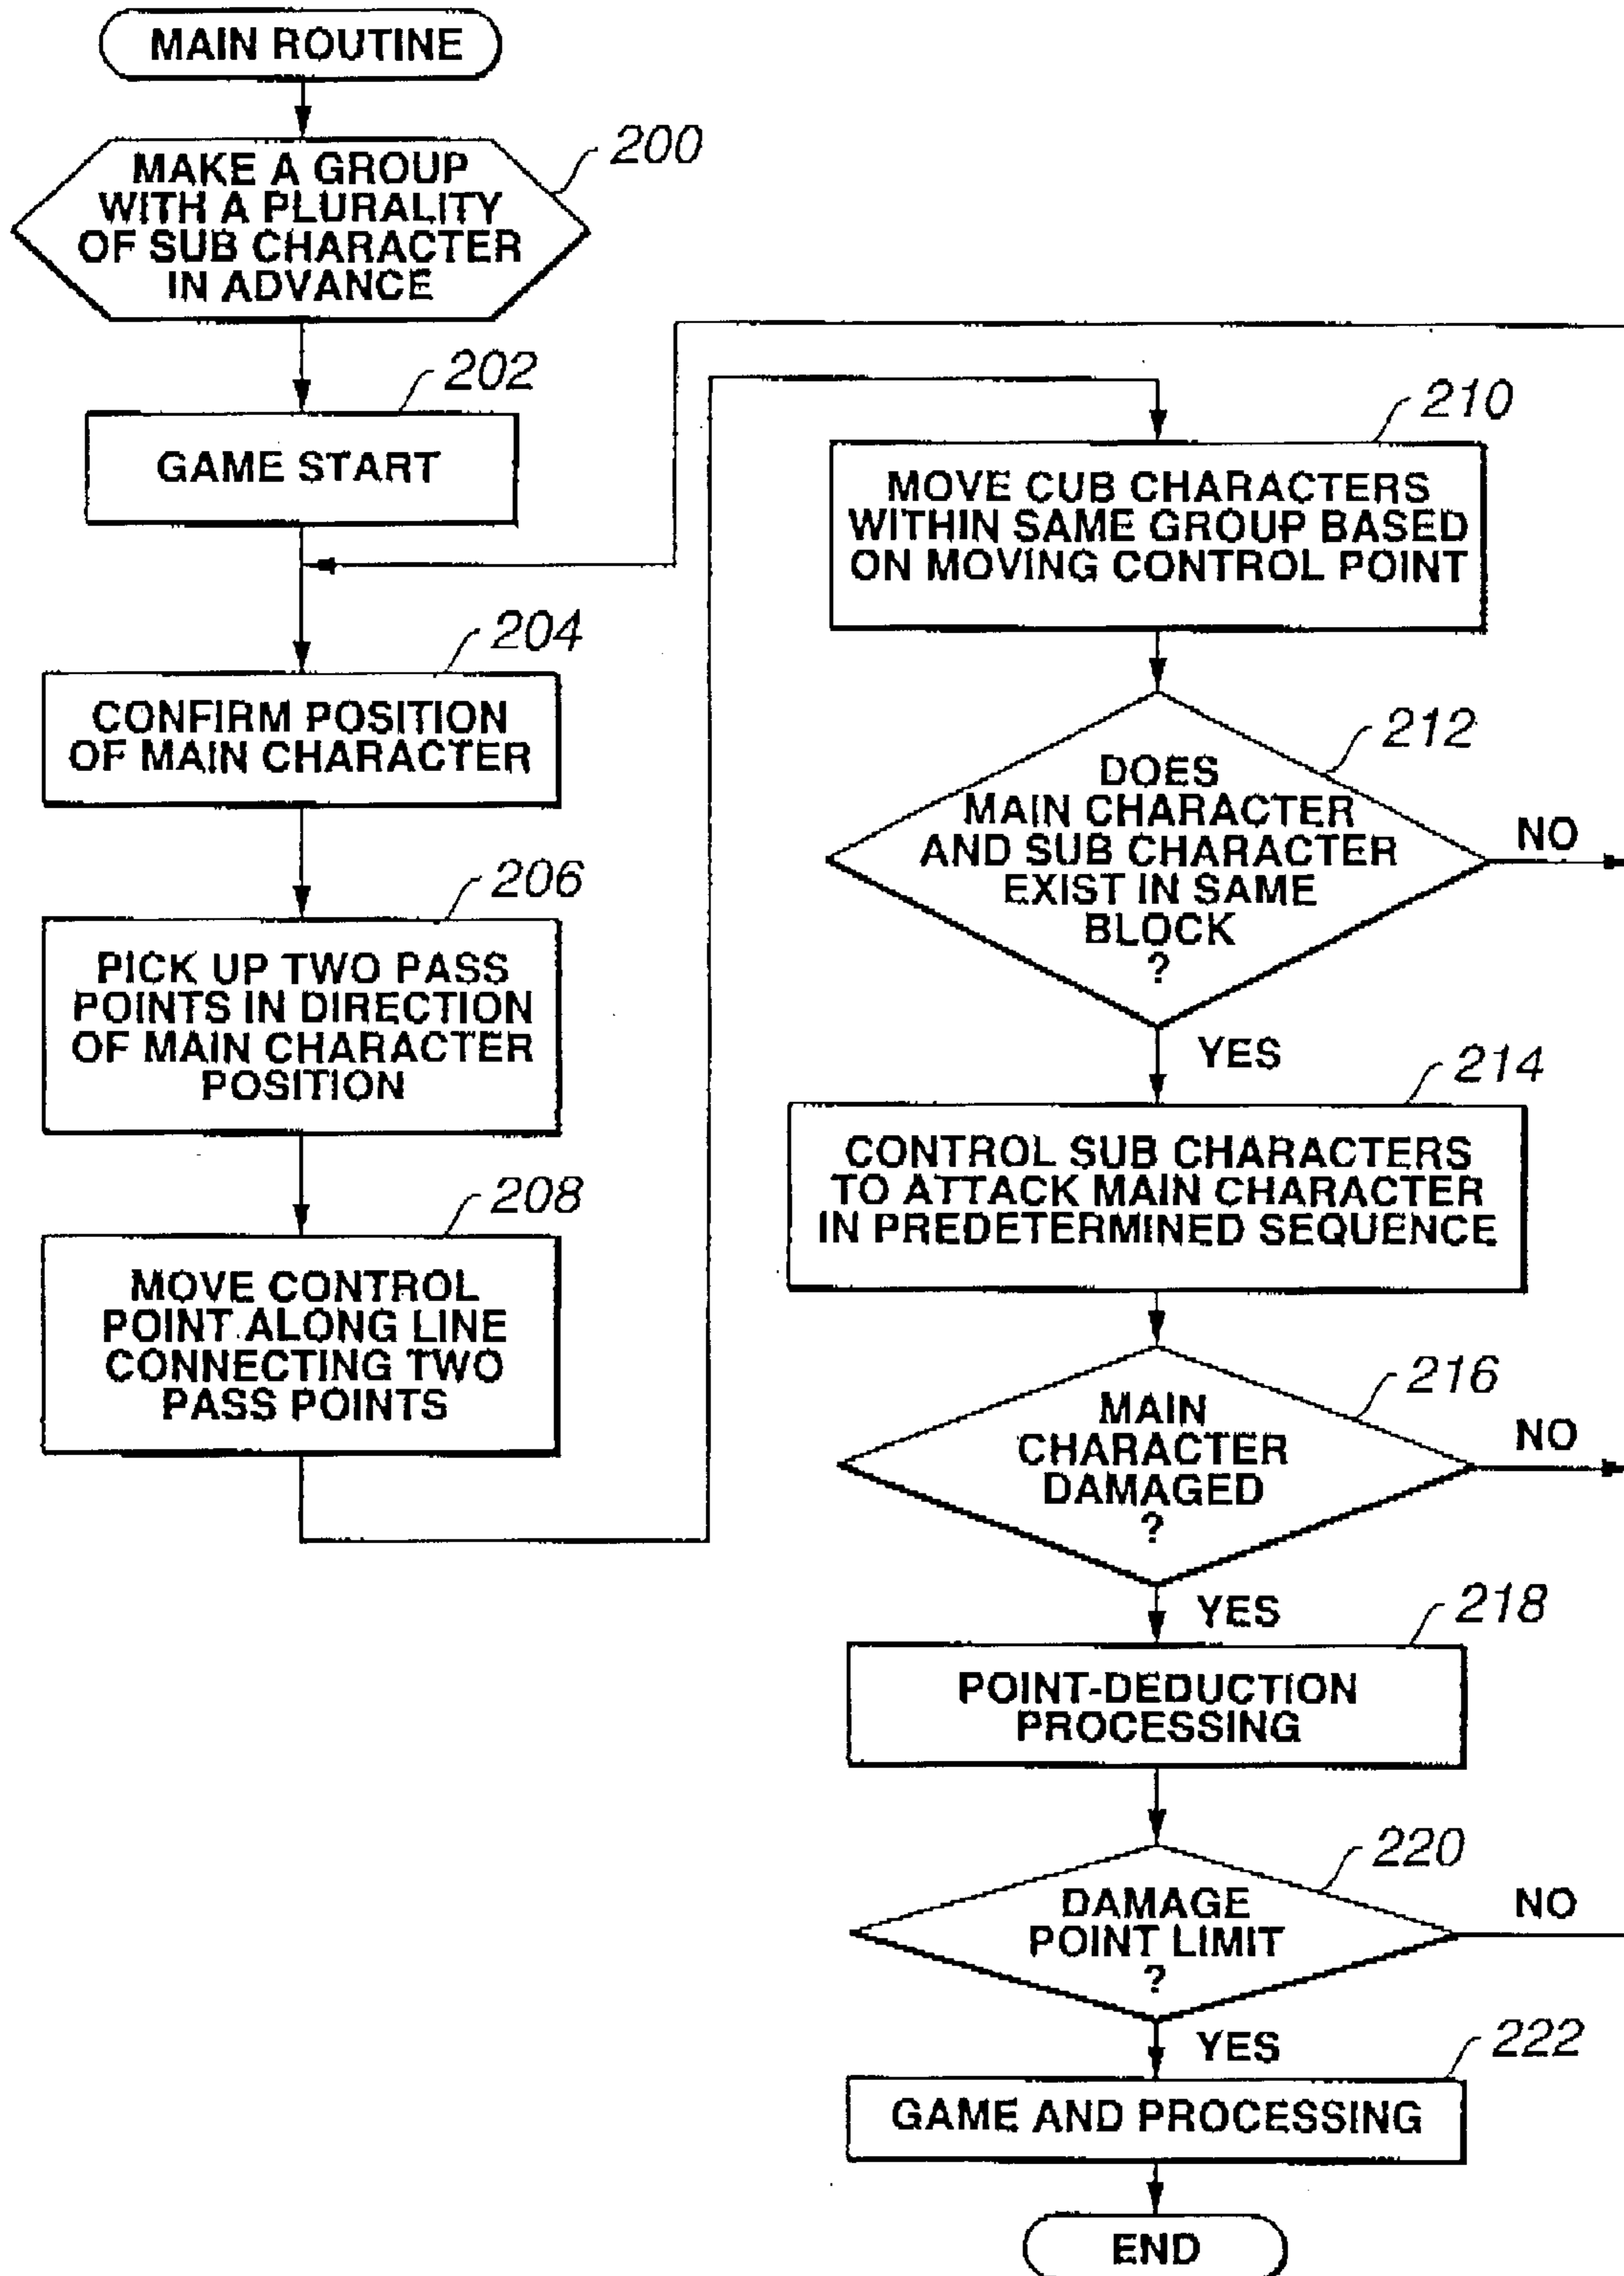 MAIN ROUTINE
200
MAKE A GROUP
WITH A PLURALITY
OF SUB CHARACTER
IN ADVANCE
202
GAME START
204
CONFIRM POSITION
OF MAIN CHARACTER
206
PICK UP TWO PASS
POINTS IN DIRECTION
OF MAIN CHARACTER
POSITION
208
MOVE CONTROL
POINT ALONG LINE
CONNECTING TWO
PASS POINTS
210
MOVE CUB CHARACTERS
WITHIN SAME GROUP BASED
ON MOVING CONTROL POINT
212
DOES
MAIN CHARACTER
AND SUB CHARACTER
EXIST IN SAME
BLOCK
?
NO
YES
214
CONTROL SUB CHARACTERS
TO ATTACK MAIN CHARACTER
IN PREDETERMINED SEQUENCE
216
MAIN
CHARACTER
DAMAGED
?
NO
YES
218
POINT-DEDUCTION
PROCESSING
220
DAMAGE
POINT LIMIT
?
NO
YES
222
GAME AND PROCESSING
END